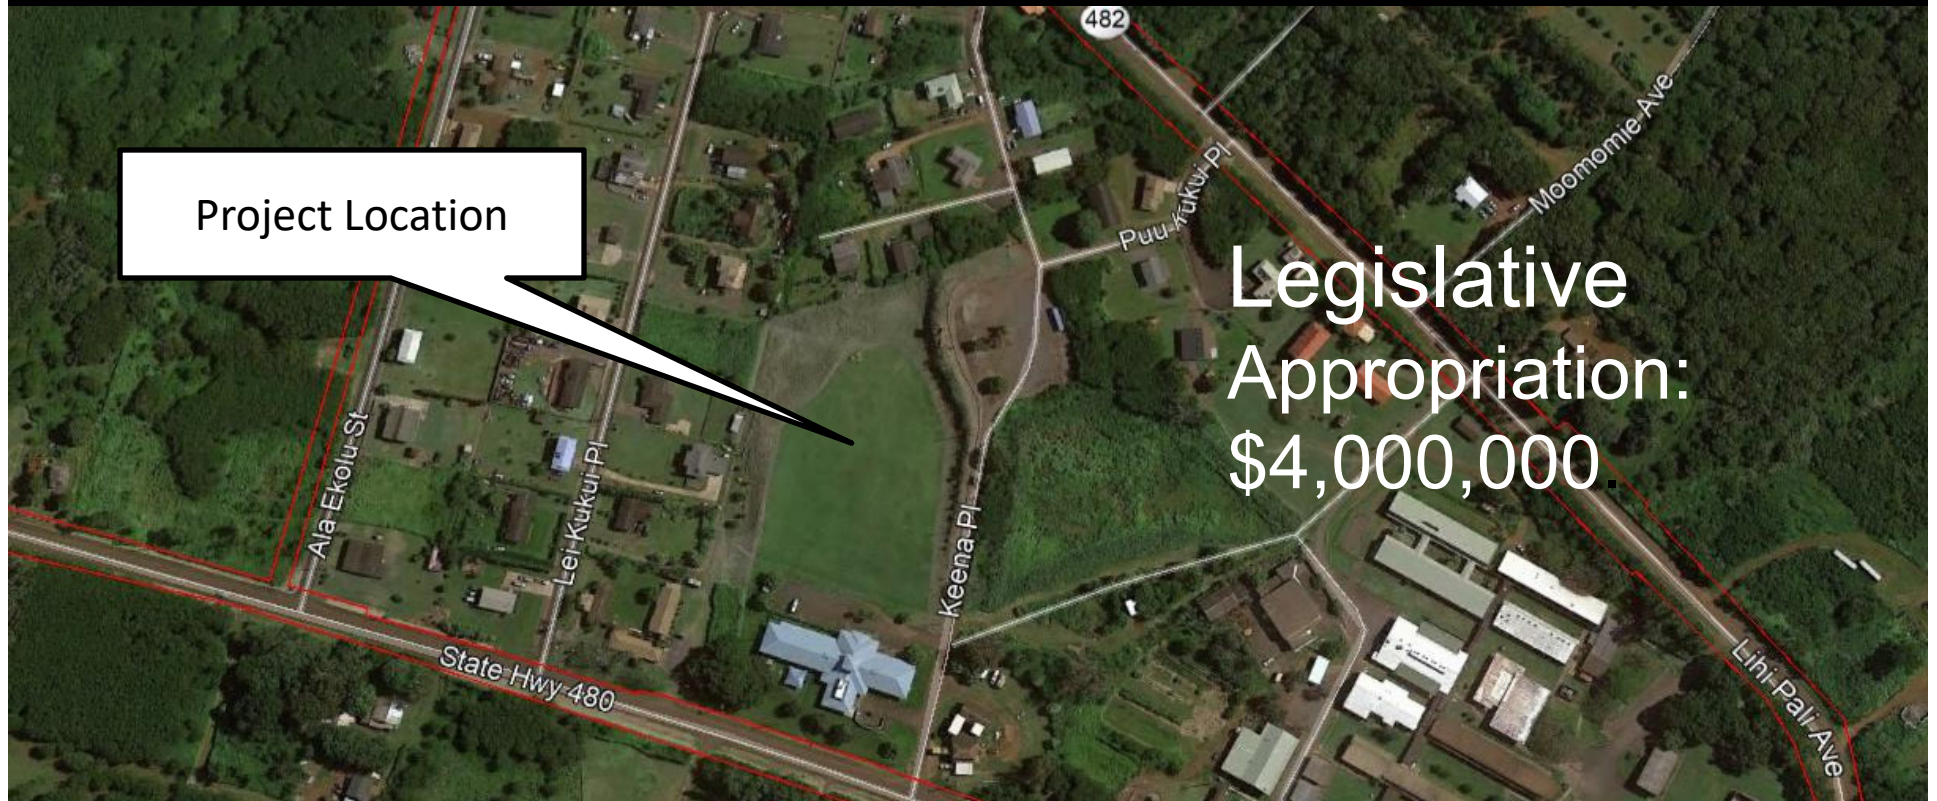 482
Moomomie Ave
Project Location
Puu Kukui Pl
Legislative
Appropriation:
$4,000,000.
Ala Ekolu St
Lei Kukui Pl
Keena Pl
State Hwy 480
Lihi Pali Ave